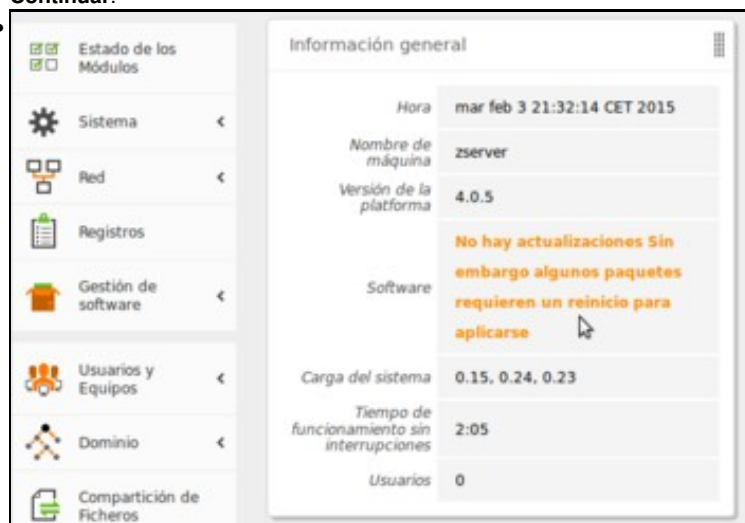 Continuar.
Estado de los
Módulos
Sistema
Red
Registros
Gestión de
software
Usuarios y
Equipos
Dominio
Compartición de
Ficheros
Información general
Hora mar feb 3 21:32:14 CET 2015
Nombre de
máquina zserver
Versión de la
platforma 4.0.5
Software No hay actualizaciones Sin
embargo algunos paquetes
requieren un reinicio para
aplicarse
Carga del sistema 0.15, 0.24, 0.23
Tiempo de
funcionamiento sin
interrupciones 2:05
Usuarios 0